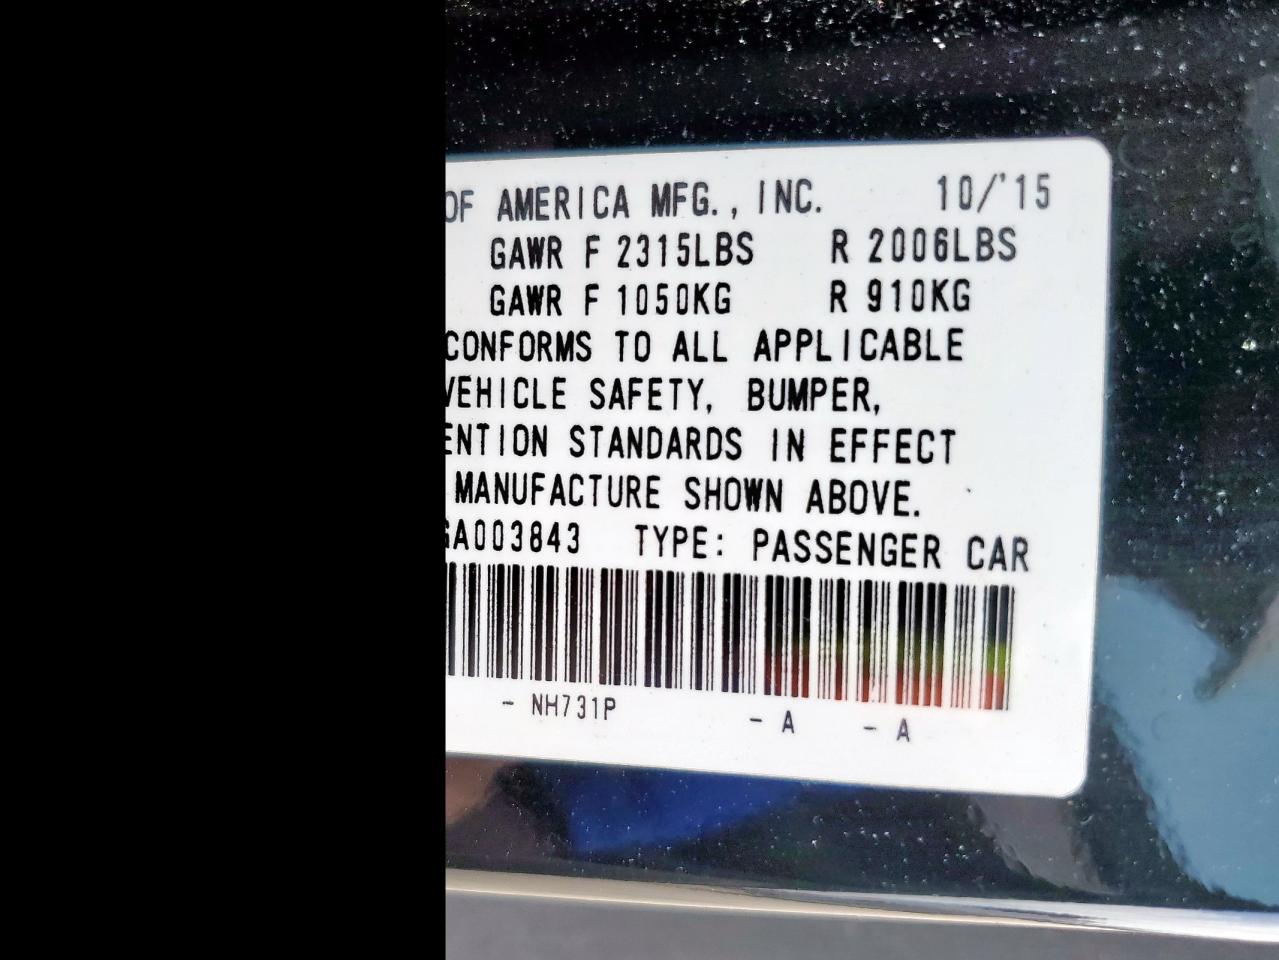 OF AMERICA MFG., INC. 10/'15
GAWR F 2315LBS R 2006LBS
GAWR F 1050KG R 910KG
CONFORMS TO ALL APPLICABLE
VEHICLE SAFETY, BUMPER,
ENTION STANDARDS IN EFFECT
MANUFACTURE SHOWN ABOVE.
GA003843 TYPE: PASSENGER CAR
- NH731P - A - A